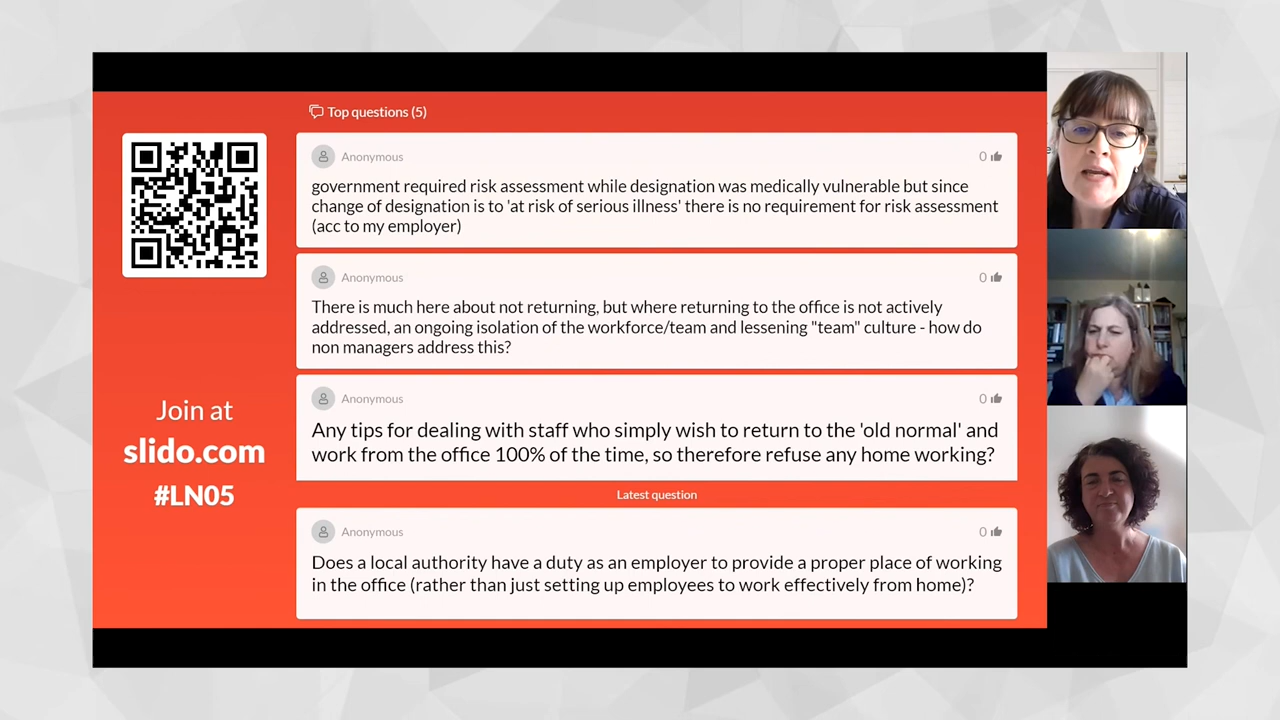 Top questions (5)
Anonymous
0
government required risk assessment while designation was medically vulnerable but since
change of designation is to 'at risk of serious illness' there is no requirement for risk assessment
(acc to my employer)
Anonymous
0
There is much here about not returning, but where returning to the office is not actively
addressed, an ongoing isolation of the workforce/team and lessening "team" culture - how do
non managers address this?
Anonymous
0
Any tips for dealing with staff who simply wish to return to the 'old normal' and
work from the office 100% of the time, so therefore refuse any home working?
Latest question
Anonymous
0
Does a local authority have a duty as an employer to provide a proper place of working
in the office (rather than just setting up employees to work effectively from home)?
Join at
slido.com
#LN05